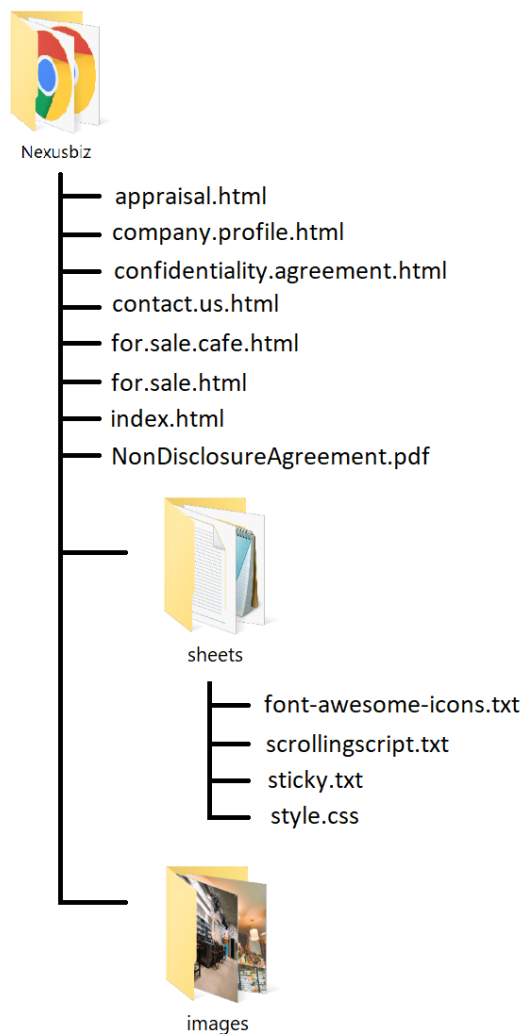 Nexusbiz
appraisal.html
company.profile.html
confidentiality.agreement.html
contact.us.html
for.sale.cafe.html
for.sale.html
index.html
NonDisclosureAgreement.pdf
sheets
font-awesome-icons.txt
scrollingscript.txt
sticky.txt
style.css
images